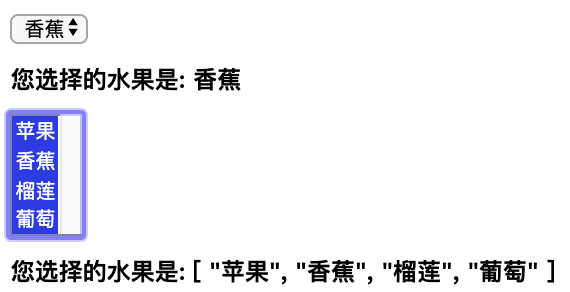 香蕉
您选择的水果是: 香蕉
苹果
香蕉
榴莲
葡萄
您选择的水果是: [ "苹果", "香蕉", "榴莲", "葡萄" ]